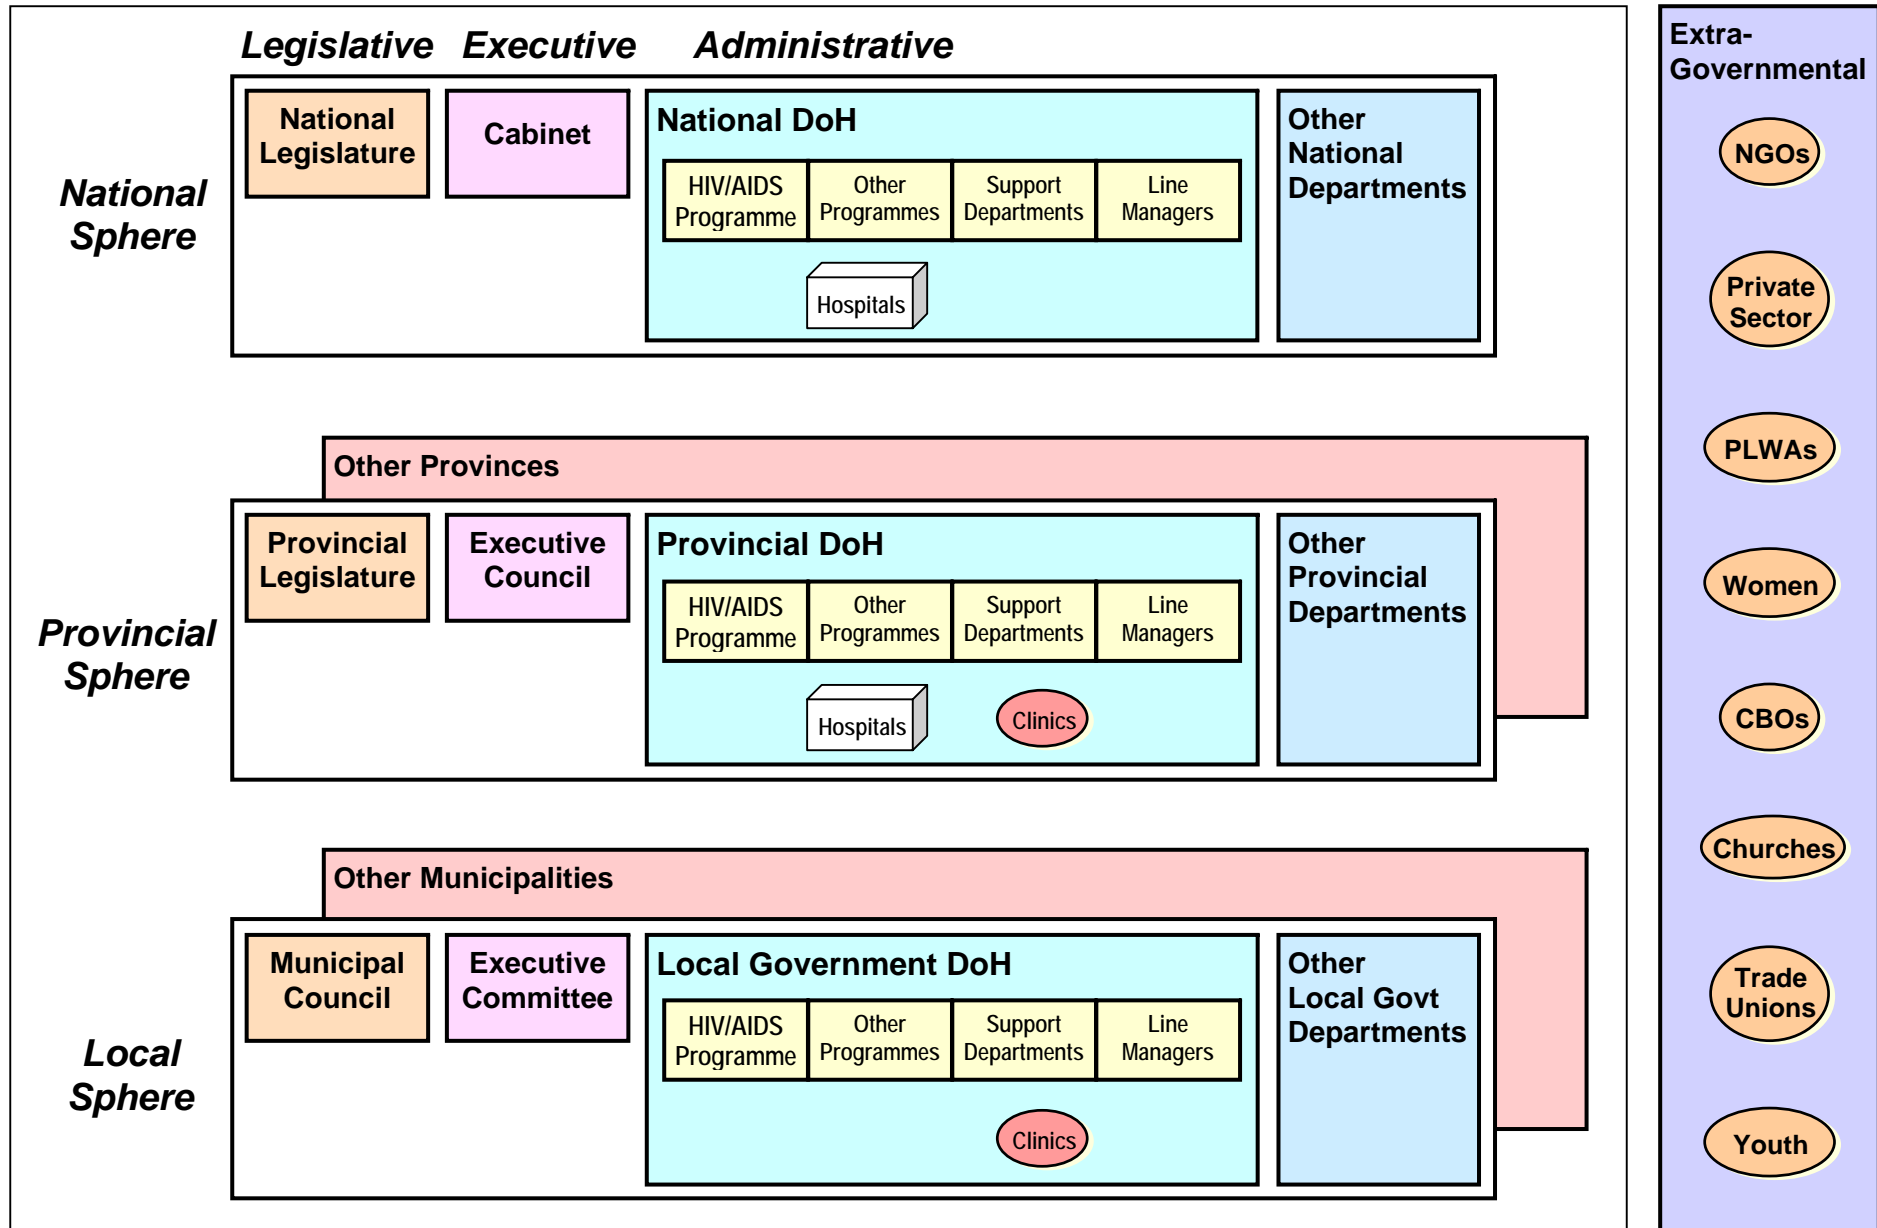 Legislative Executive Administrative
National
Sphere
National
Legislature
Cabinet
National DoH
HIV/AIDS
Programme
Other
Programmes
Support
Departments
Line
Managers
Hospitals
Other
National
Departments
Other Provinces
Provincial
Sphere
Provincial
Legislature
Executive
Council
Provincial DoH
HIV/AIDS
Programme
Other
Programmes
Support
Departments
Line
Managers
Hospitals
Clinics
Other
Provincial
Departments
Other Municipalities
Local
Sphere
Municipal
Council
Executive
Committee
Local Government DoH
HIV/AIDS
Programme
Other
Programmes
Support
Departments
Line
Managers
Clinics
Other
Local Govt
Departments
Extra-
Governmental
NGOs
Private
Sector
PLWAs
Women
CBOs
Churches
Trade
Unions
Youth